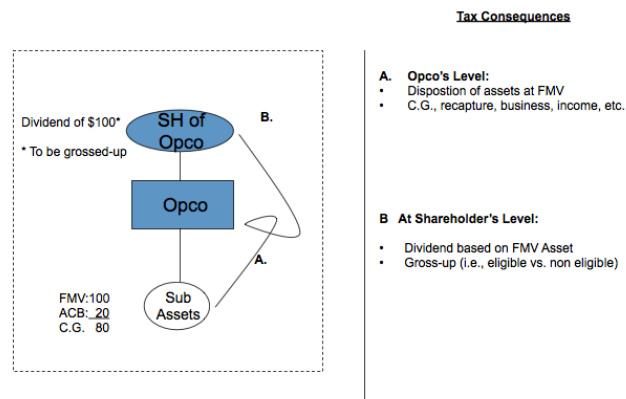 Tax Consequences
Dividend of $100*
* To be grossed-up
SH of
Opco
B.
Opco
A.
Sub
Assets
FMV:100
ACB: 20
C.G. 80
A. Opco's Level:
• Dispostion of assets at FMV
• C.G., recapture, business, income, etc.
B At Shareholder's Level:
• Dividend based on FMV Asset
• Gross-up (i.e., eligible vs. non eligible)